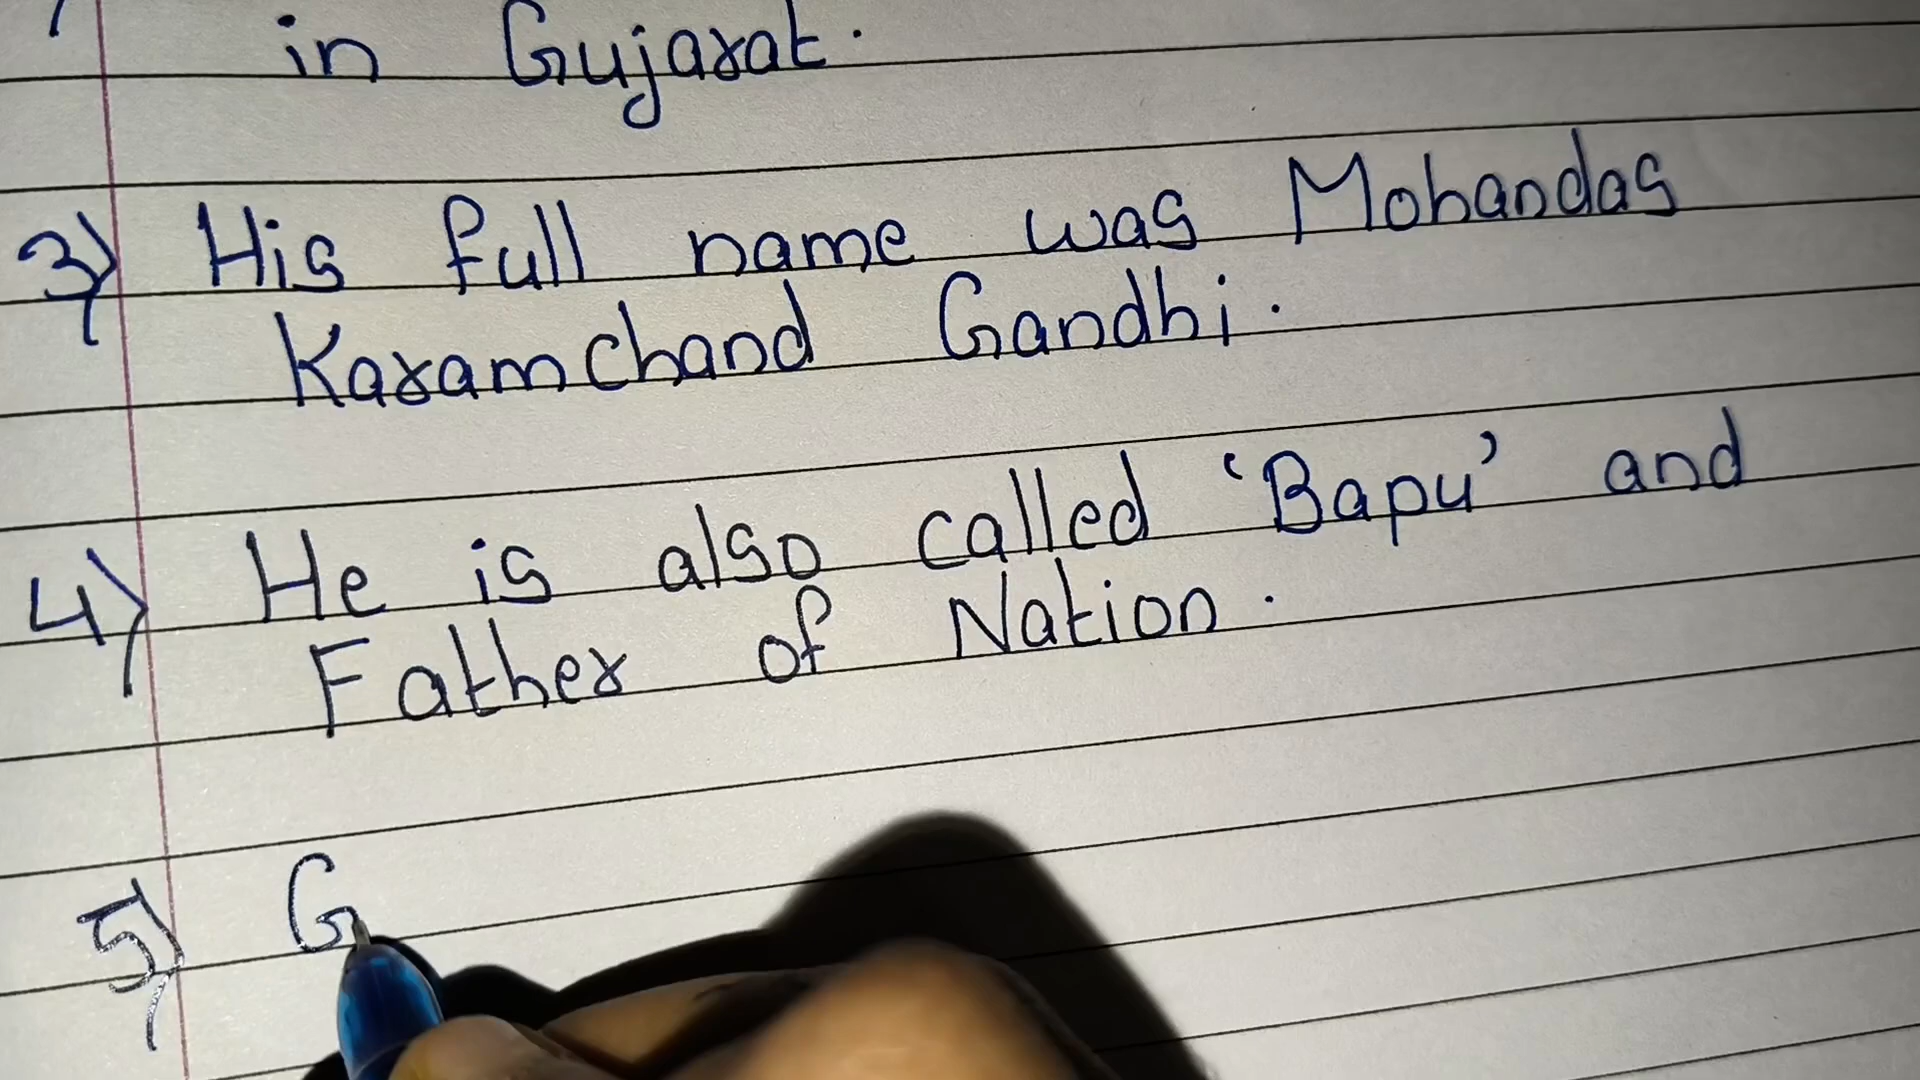 in Gujarat.
3) His full name was Mohandas
Karamchand Gandhi.
4) He is also called ‘Bapu’ and
Father of Nation.
5) G